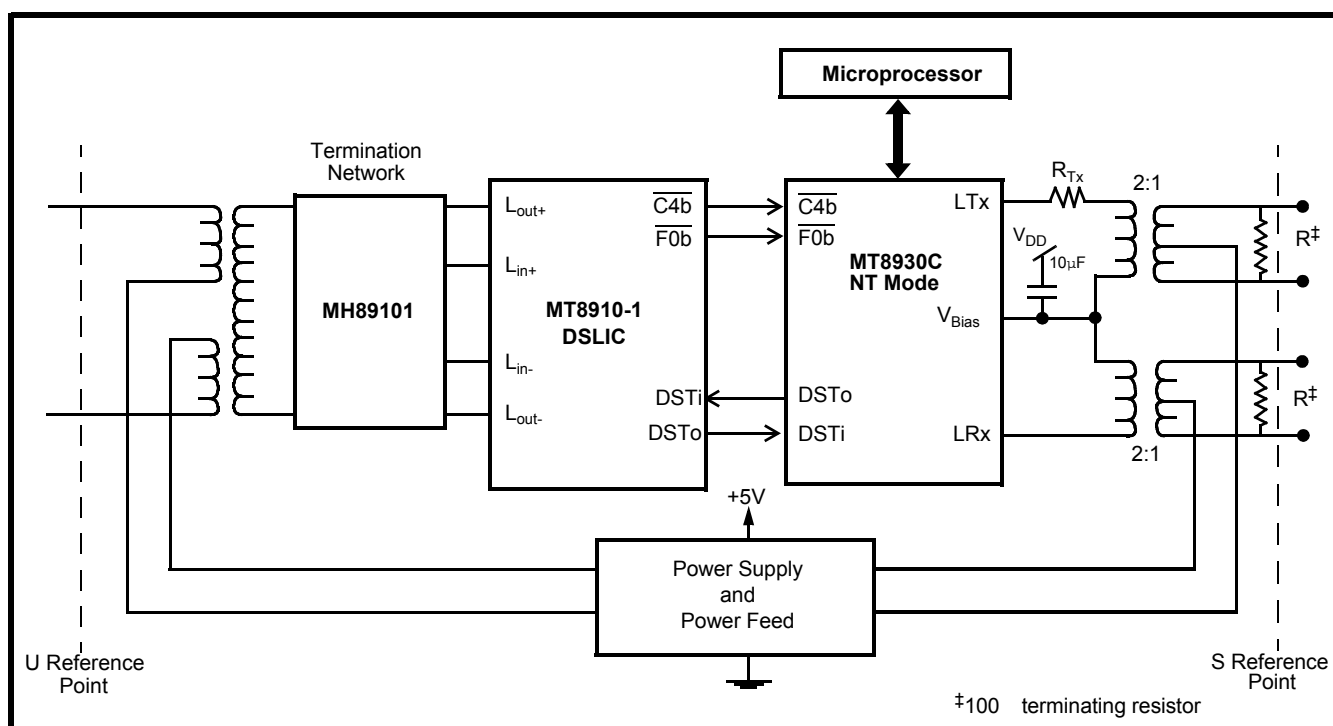 Microprocessor
Termination
Network
MH89101
L_out+
L_in+
L_in-
L_out-
MT8910-1
DSLIC
C4b
F0b
DSTi
DSTo
C4b
F0b
MT8930C
NT Mode
DSTo
DSTi
LTx
V_Bias
LRx
R_Tx
2:1
V_DD
10μF
2:1
R‡
R‡
+5V
Power Supply
and
Power Feed
U Reference
Point
S Reference
Point
‡100 terminating resistor